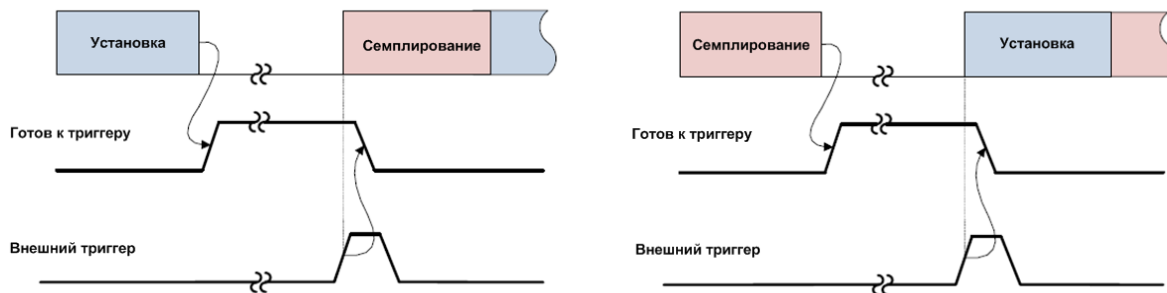 Установка
Семплирование
Готов к триггеру
Внешний триггер
Семплирование
Установка
Готов к триггеру
Внешний триггер